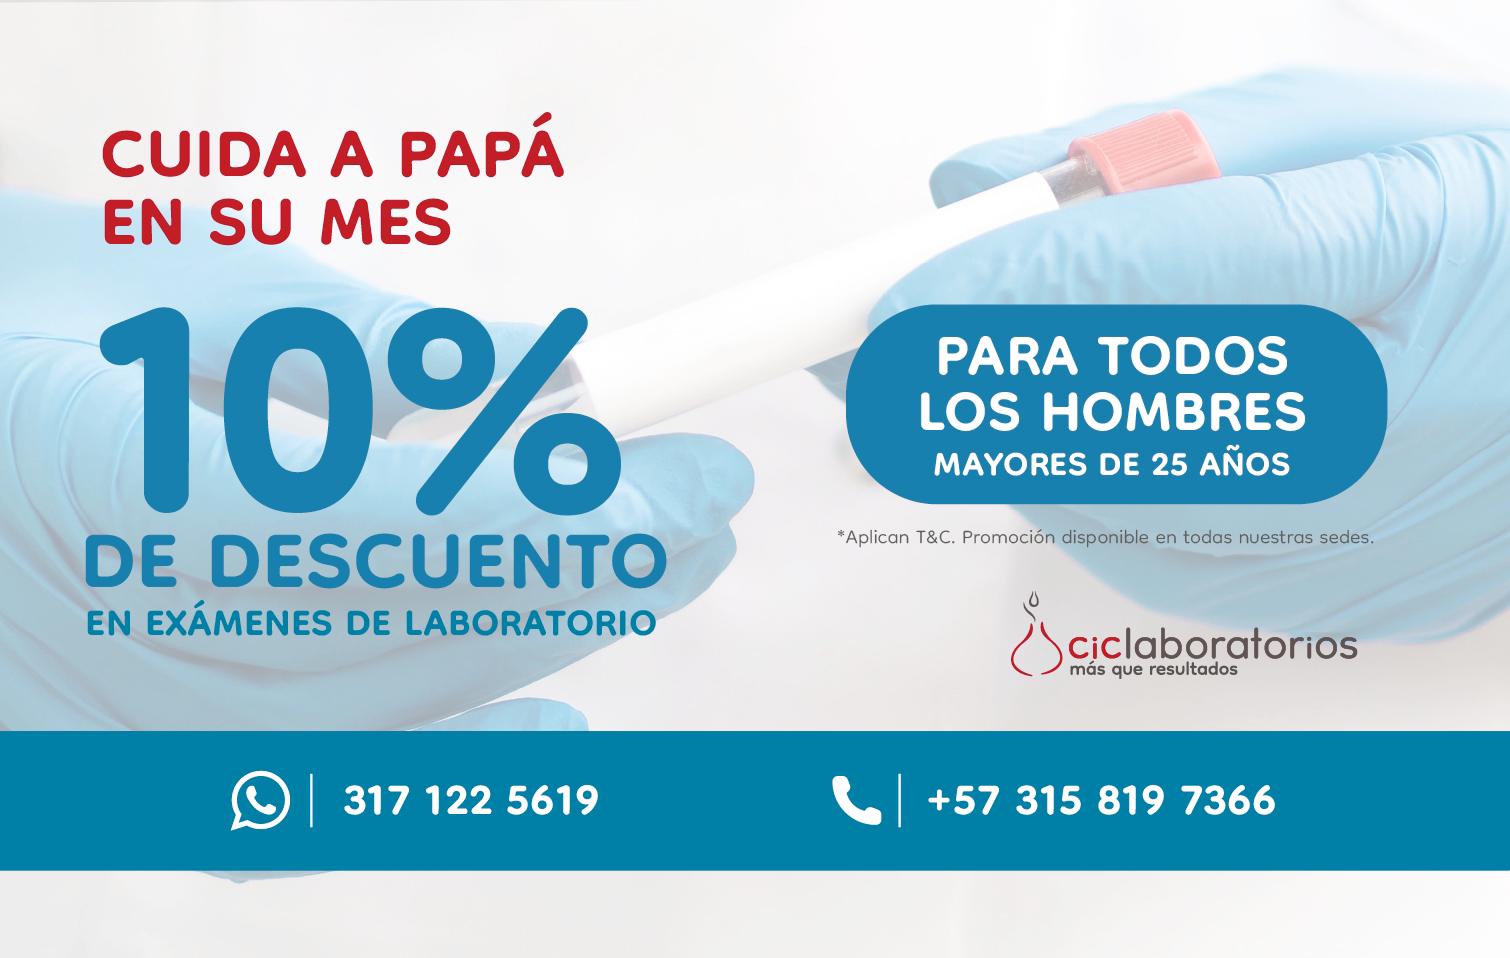 CUIDA A PAPÁ
EN SU MES
10%
DE DESCUENTO
EN EXÁMENES DE LABORATORIO
PARA TODOS
LOS HOMBRES
MAYORES DE 25 AÑOS
*Aplican T&C. Promoción disponible en todas nuestras sedes.
ciclaboratorios
más que resultados
317 122 5619
+57 315 819 7366